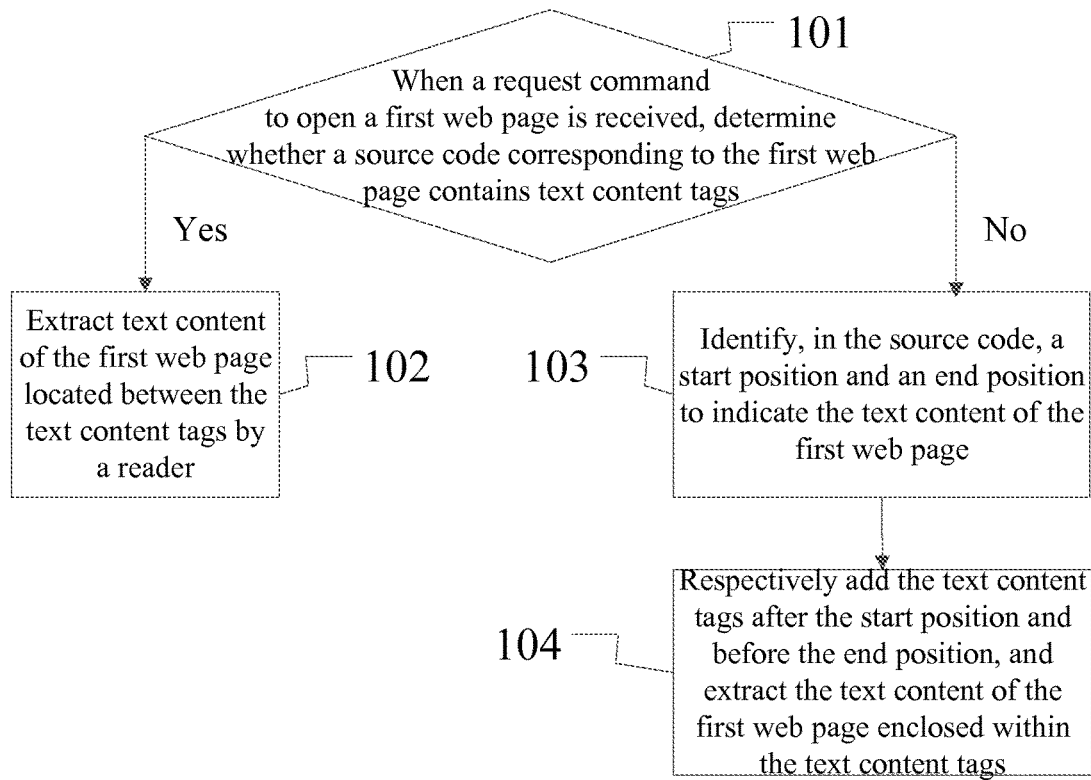 101
When a request command
to open a first web page is received, determine
whether a source code corresponding to the first web
page contains text content tags
Yes
No
Extract text content
of the first web page
located between the
text content tags by
a reader
102
103
Identify, in the source code, a
start position and an end position
to indicate the text content of the
first web page
104
Respectively add the text content
tags after the start position and
before the end position, and
extract the text content of the
first web page enclosed within
the text content tags